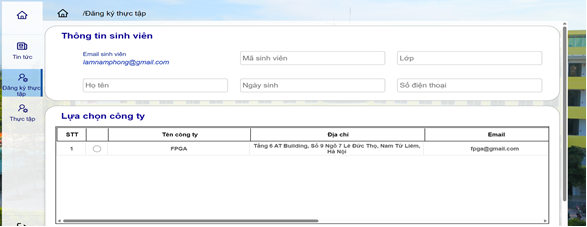 /Đăng ký thực tập
Thông tin sinh viên
Tin tức
Đăng ký thực
tập
Thực tập
Email sinh viên
lamnamphong@gmail.com
Mã sinh viên
Lớp
Họ tên
Ngày sinh
Số điện thoại
Lựa chọn công ty
STT Tên công ty Địa chỉ Email
1 FPGA Tầng 6 AT Building, Số 9 Ngõ 7 Lê Đức Thọ, Nam Từ Liêm, fpga@gmail.com
Hà Nội